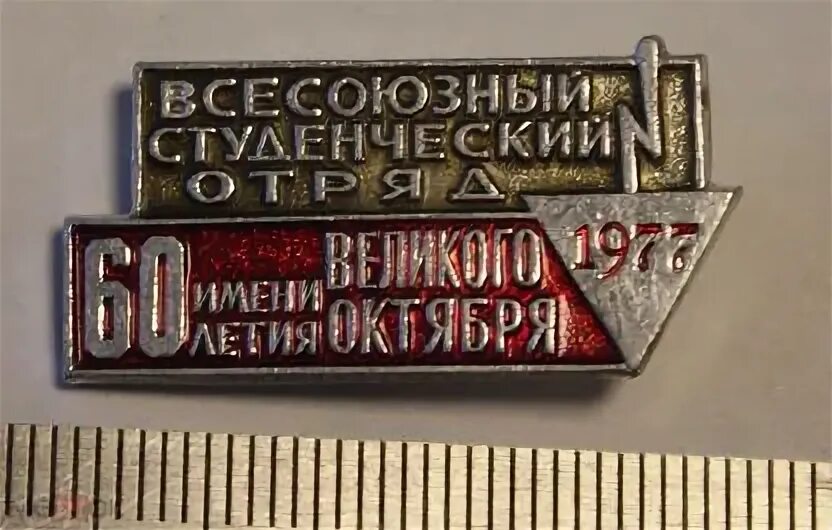 ВСЕСОЮЗНЫЙ
СТУДЕНЧЕСКИЙ
ОТРЯД
60 ИМЕНИ ВЕЛИКОГО 1977
ЛЕТИЯ ОКТЯБРЯ